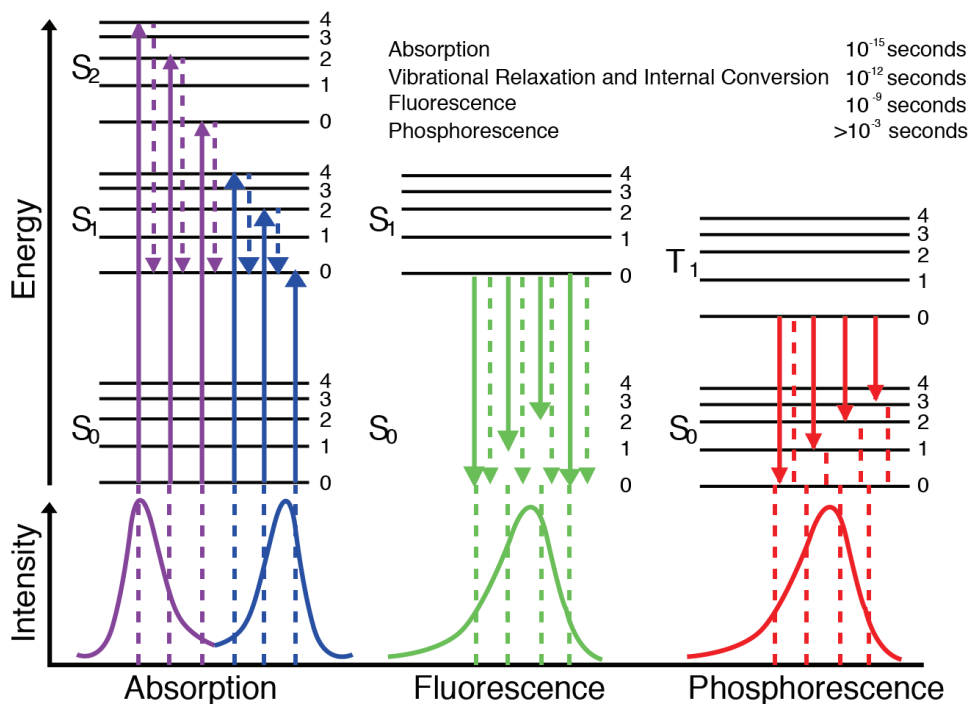 Absorption 10⁻¹⁵ seconds
Vibrational Relaxation and Internal Conversion 10⁻¹² seconds
Fluorescence 10⁻⁹ seconds
Phosphorescence >10⁻³ seconds
Energy
S₂
4
3
2
1
0
S₁
4
3
2
1
0
S₀
4
3
2
1
0
S₁
4
3
2
1
0
S₀
T₁
4
3
2
1
0
S₀
4
3
2
1
0
Intensity
Absorption
Fluorescence
Phosphorescence